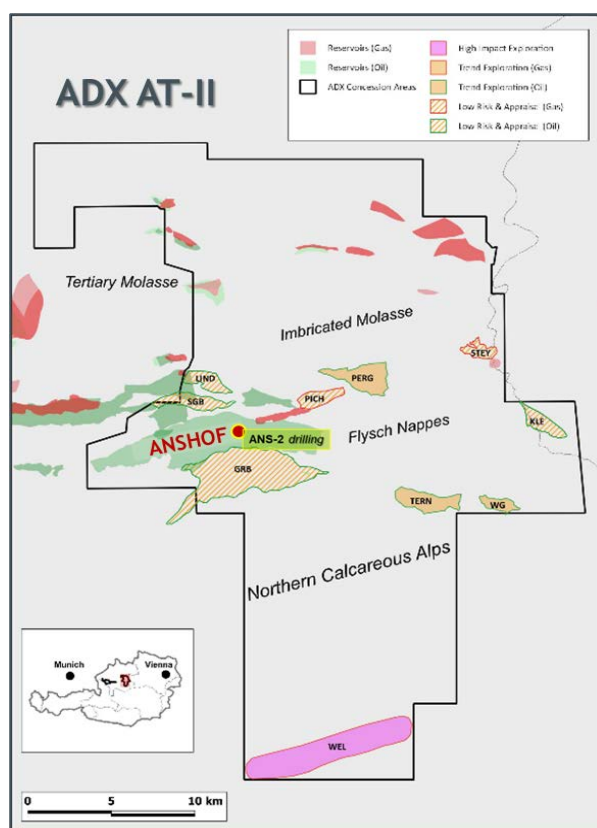 ADX AT-II
Reservoirs (Gas)
Reservoirs (Oil)
ADX Concession Areas
High Impact Exploration
Trend Exploration (Gas)
Trend Exploration (Oil)
Low Risk & Appraisal (Gas)
Low Risk & Appraisal (Oil)
Tertiary Molasse
Imbricated Molasse
STEY
LIND
PERG
SGB
PICH
KLE
Flysch Nappes
ANSHOF
ANS-2 drilling
GRB
TERN
WG
Northern Calcareous Alps
Munich
Vienna
WEL
0 5 10 km